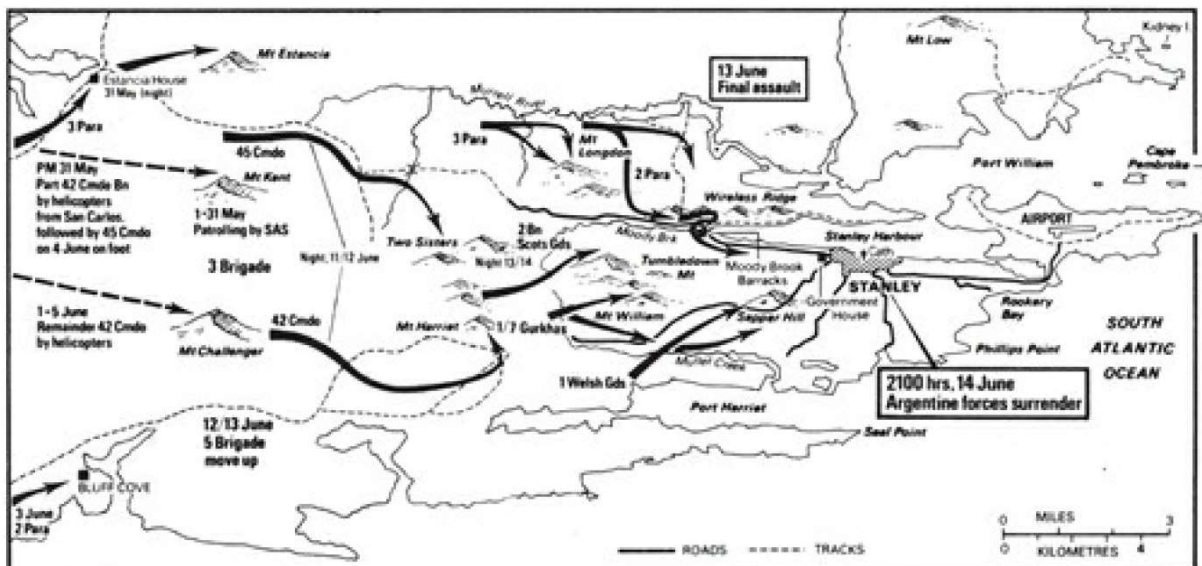 Mt Estancia
Estancia House
31 May (night)
3 Para
PM 31 May
Part 42 Cmdo Bn
by helicopters
from San Carlos.
followed by 45 Cmdo
on 4 June on foot
45 Cmdo
Mt Kent
1-31 May
Patrolling by SAS
3 Brigade
Night, 11/12 June
1-5 June
Remainder 42 Cmdo
by helicopters
Mt Challenger
42 Cmdo
12/13 June
5 Brigade
move up
BLUFF COVE
3 June
2 Para
Murrell River
3 Para
Mt
Longdon
2 Para
13 June
Final assault
Mt Low
Kidney I.
Port William
Cape
Pembroke
Wireless Ridge
AIRPORT
Two Sisters
2 Bn
Scots Gds
Night 13/14
Moody Brk
Tumbledown
Mt
Moody Brook
Barracks
Stanley Harbour
Cath
STANLEY
Government
House
Rookery
Bay
Mt Harriet
1/7 Gurkhas
Mt William
Sapper Hill
Mullet Creek
1 Welsh Gds
Phillips Point
SOUTH
ATLANTIC
OCEAN
Port Harriet
Seal Point
2100 hrs, 14 June
Argentine forces surrender
ROADS
TRACKS
0 MILES 3
0 KILOMETRES 4